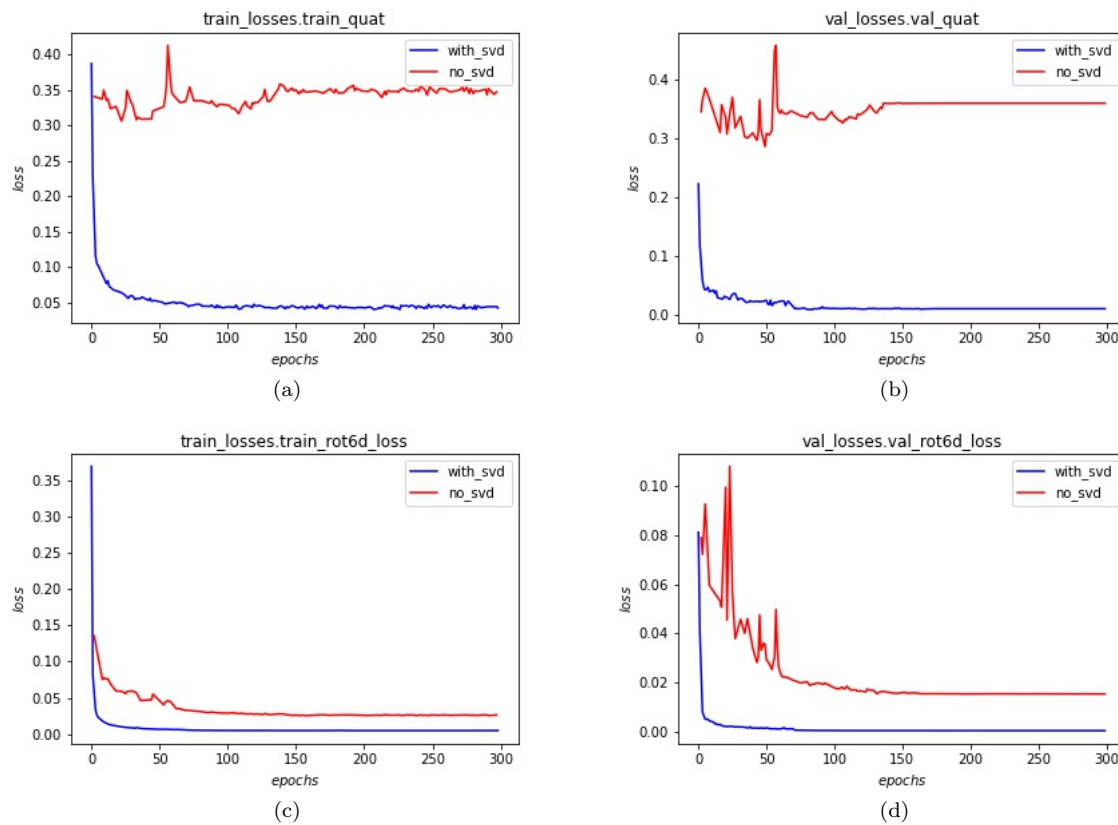 train_losses.train_quat
0.40
0.35
0.30
0.25
0.20
0.15
0.10
0.05
loss
with_svd
no_svd
0 50 100 150 200 250 300
epochs
(a)
val_losses.val_quat
0.4
0.3
0.2
0.1
0.0
loss
with_svd
no_svd
0 50 100 150 200 250 300
epochs
(b)
train_losses.train_rot6d_loss
0.35
0.30
0.25
0.20
0.15
0.10
0.05
0.00
loss
with_svd
no_svd
0 50 100 150 200 250 300
epochs
(c)
val_losses.val_rot6d_loss
0.10
0.08
0.06
0.04
0.02
0.00
loss
with_svd
no_svd
0 50 100 150 200 250 300
epochs
(d)